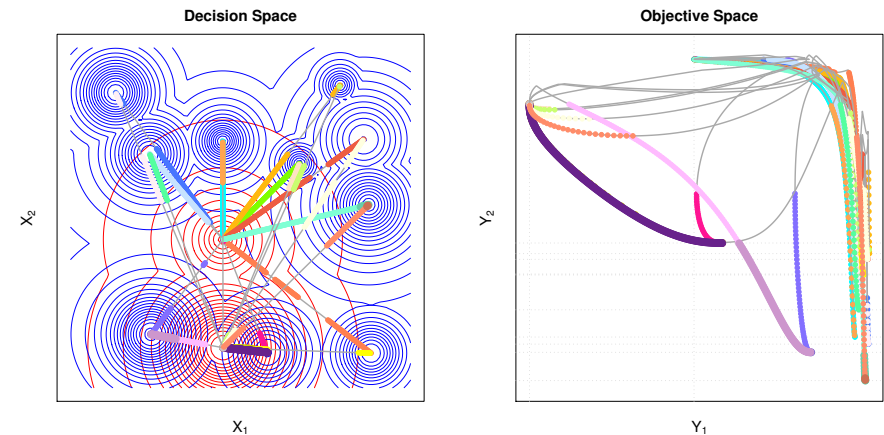 Decision Space
Objective Space
X₂
X₁
Y₂
Y₁